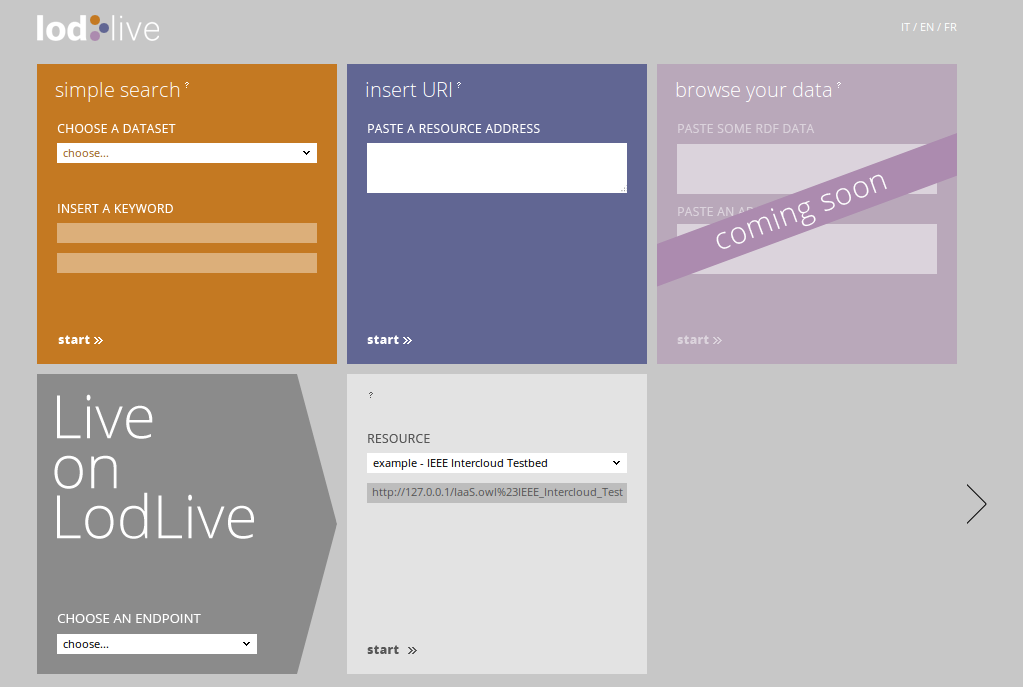 lod live
IT / EN / FR
simple search ?
CHOOSE A DATASET
choose...
INSERT A KEYWORD
start »
insert URI ?
PASTE A RESOURCE ADDRESS
start »
browse your data ?
PASTE SOME RDF DATA
PASTE AN
coming soon
start »
Live
on
LodLive
CHOOSE AN ENDPOINT
choose...
?
RESOURCE
example - IEEE Intercloud Testbed
http://127.0.0.1/IaaS.owl%23IEEE_Intercloud_Test
start »